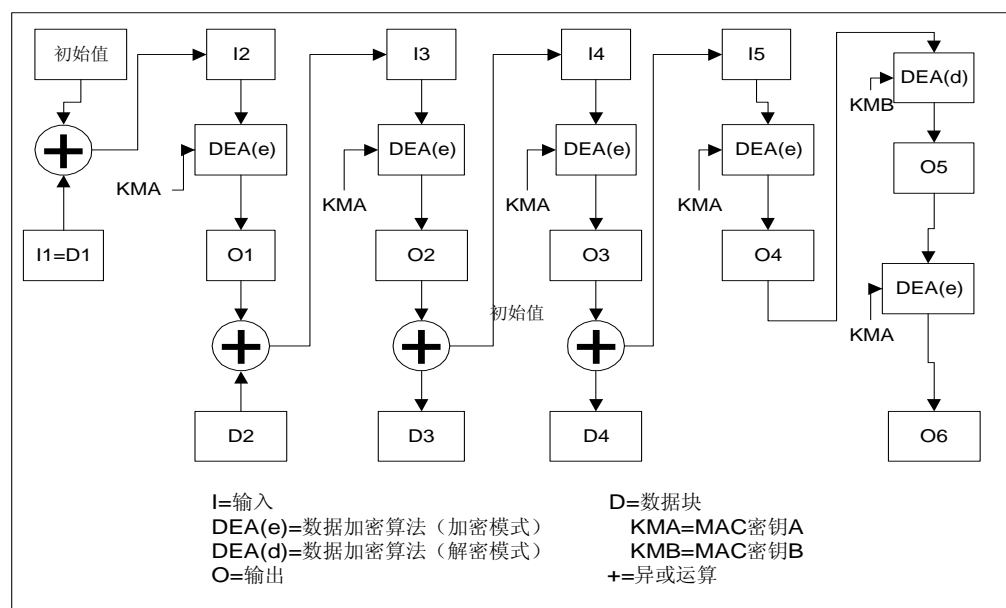 初始值
I2
I3
I4
I5
DEA(d)
KMB
DEA(e)
DEA(e)
DEA(e)
DEA(e)
KMA
KMA
KMA
KMA
O5
I1=D1
O1
O2
O3
O4
DEA(e)
初始值
KMA
D2
D3
D4
O6
I=输入
D=数据块
DEA(e)=数据加密算法（加密模式）
KMA=MAC密钥A
DEA(d)=数据加密算法（解密模式）
KMB=MAC密钥B
O=输出
+=异或运算